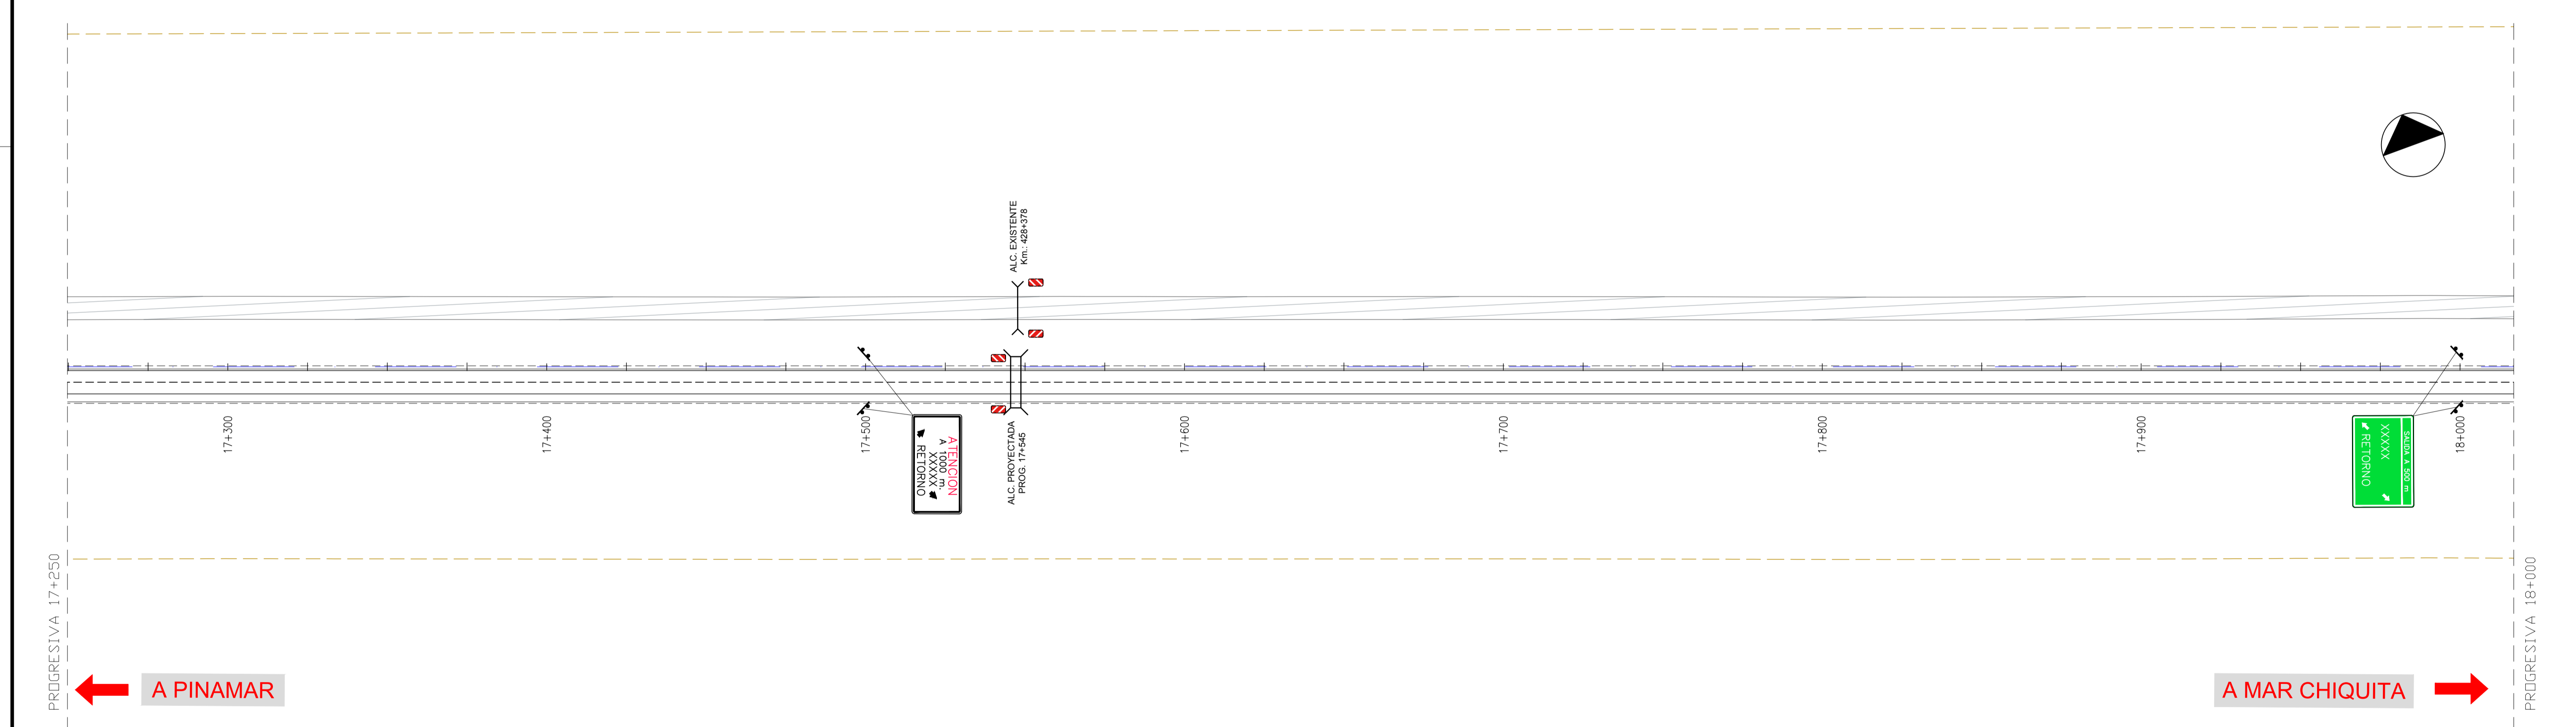 ALC. EXISTENTE
Km.: 428+378
17+300
17+400
17+500
17+600
17+700
17+800
17+900
18+000
ATENCION
A 1000 m.
XXXX
RETORNO
ALC. PROYECTADA
PROG. 17+545
SALIDA A 500 m
XXXXX
RETORNO
PROGRESIVA 17+250
PROGRESIVA 18+000
A PINAMAR
A MAR CHIQUITA